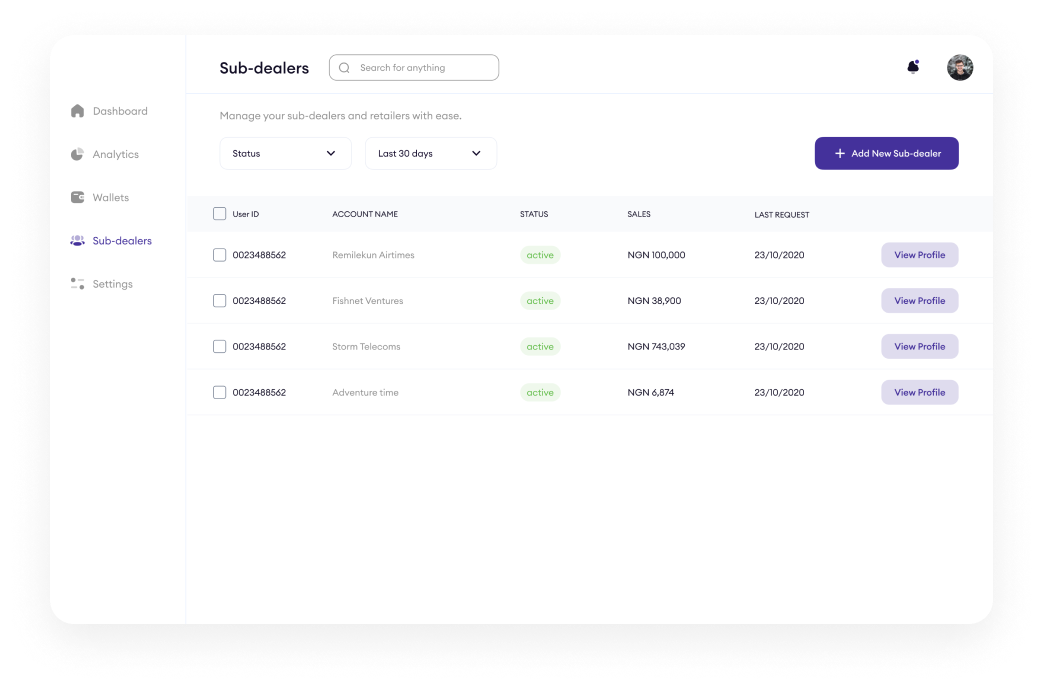 Sub-dealers
Search for anything
Dashboard
Analytics
Wallets
Sub-dealers
Settings
Manage your sub-dealers and retailers with ease.
Status
Last 30 days
Add New Sub-dealer
User ID ACCOUNT NAME STATUS SALES LAST REQUEST
0023488562 Remilekun Airtimes active NGN 100,000 23/10/2020 View Profile
0023488562 Fishnet Ventures active NGN 38,900 23/10/2020 View Profile
0023488562 Storm Telecoms active NGN 743,039 23/10/2020 View Profile
0023488562 Adventure time active NGN 6,874 23/10/2020 View Profile